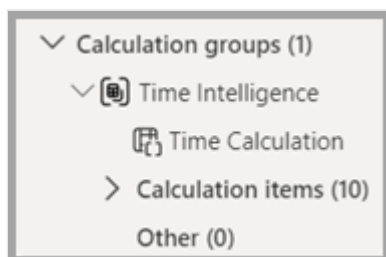 Calculation groups (1)
Time Intelligence
Time Calculation
Calculation items (10)
Other (0)